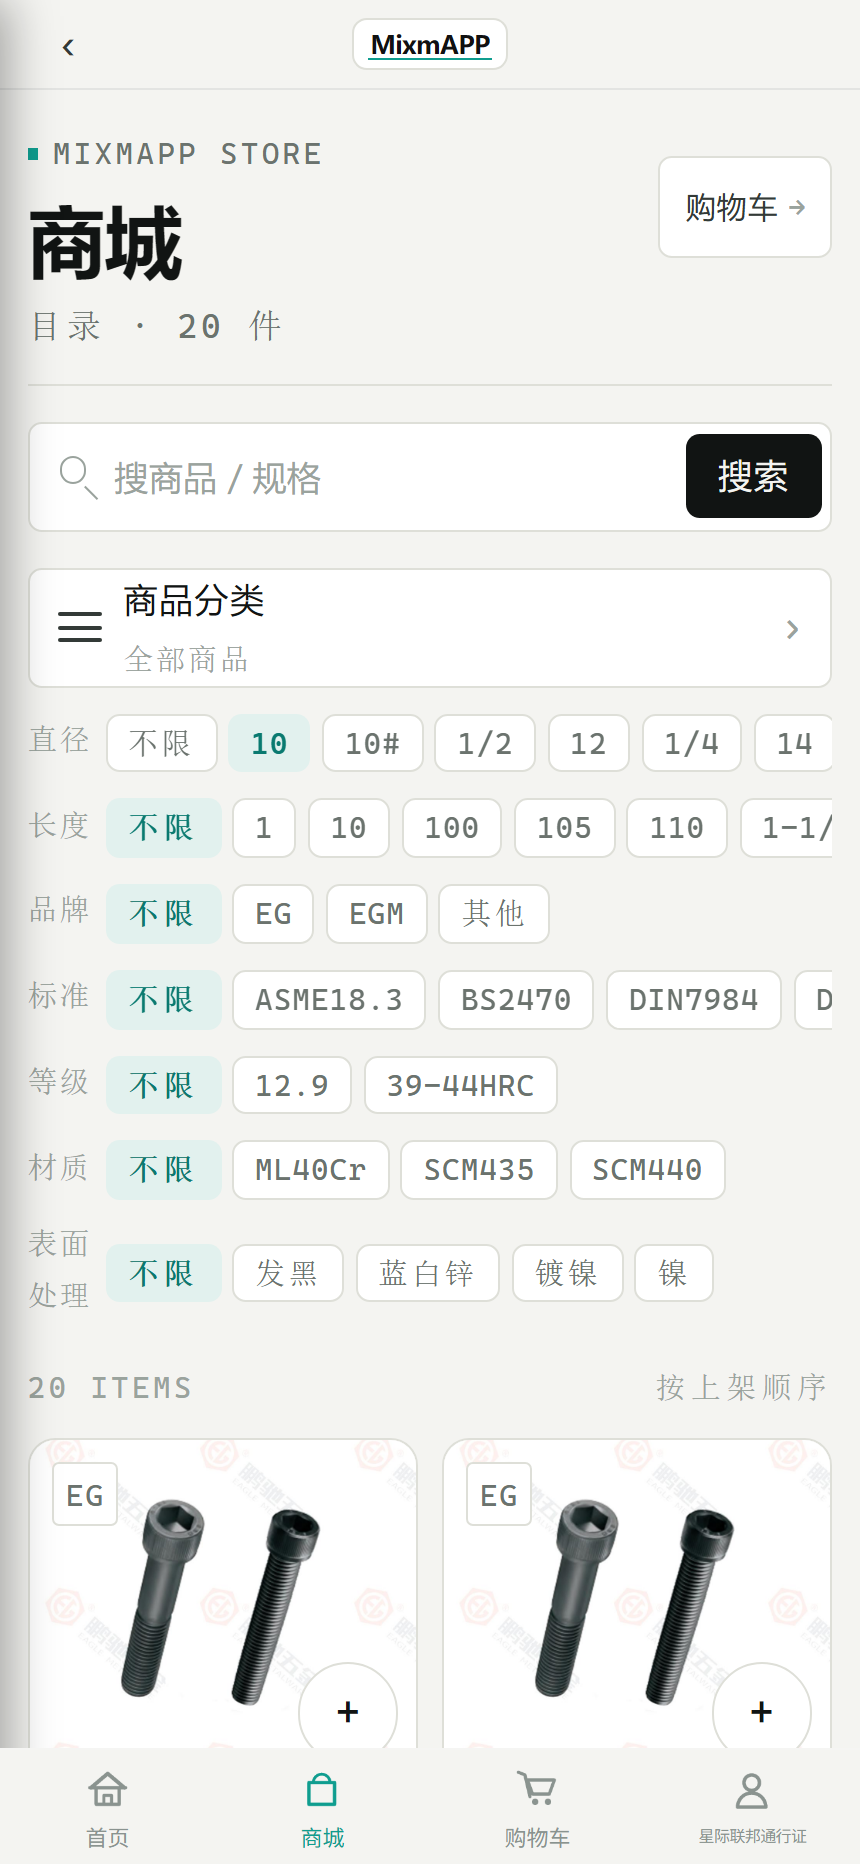 ‹
MixmAPP
MIXMAPP STORE
商城
购物车 →
目录 · 20 件
搜商品 / 规格
搜索
商品分类
全部商品
直径 不限 10 10# 1/2 12 1/4 14
长度 不限 1 10 100 105 110 1-1/
品牌 不限 EG EGM 其他
标准 不限 ASME18.3 BS2470 DIN7984 D
等级 不限 12.9 39-44HRC
材质 不限 ML40Cr SCM435 SCM440
表面
处理 不限 发黑 蓝白锌 镀镍 镍
20 ITEMS
按上架顺序
EG
EG
+
+
首页
商城
购物车
星际联邦通行证